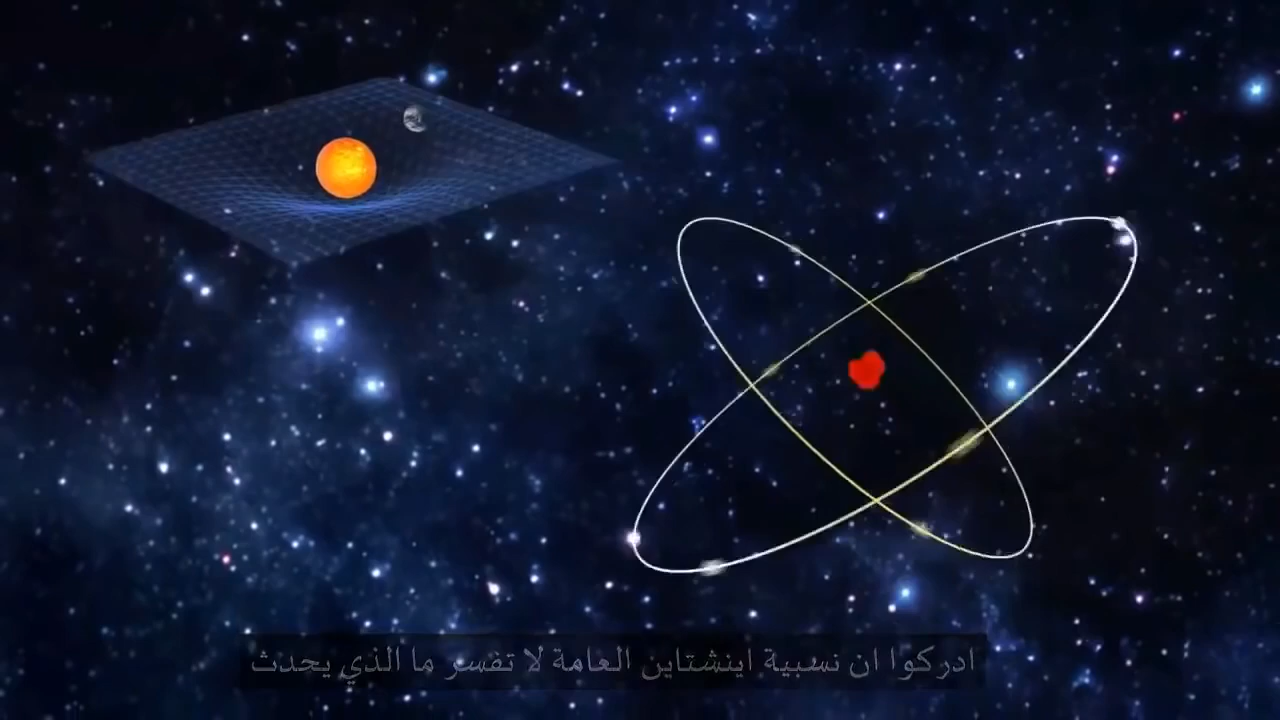 ادركوا ان نسبية اينشتاين العامة لا تفسر ما الذي يحدث